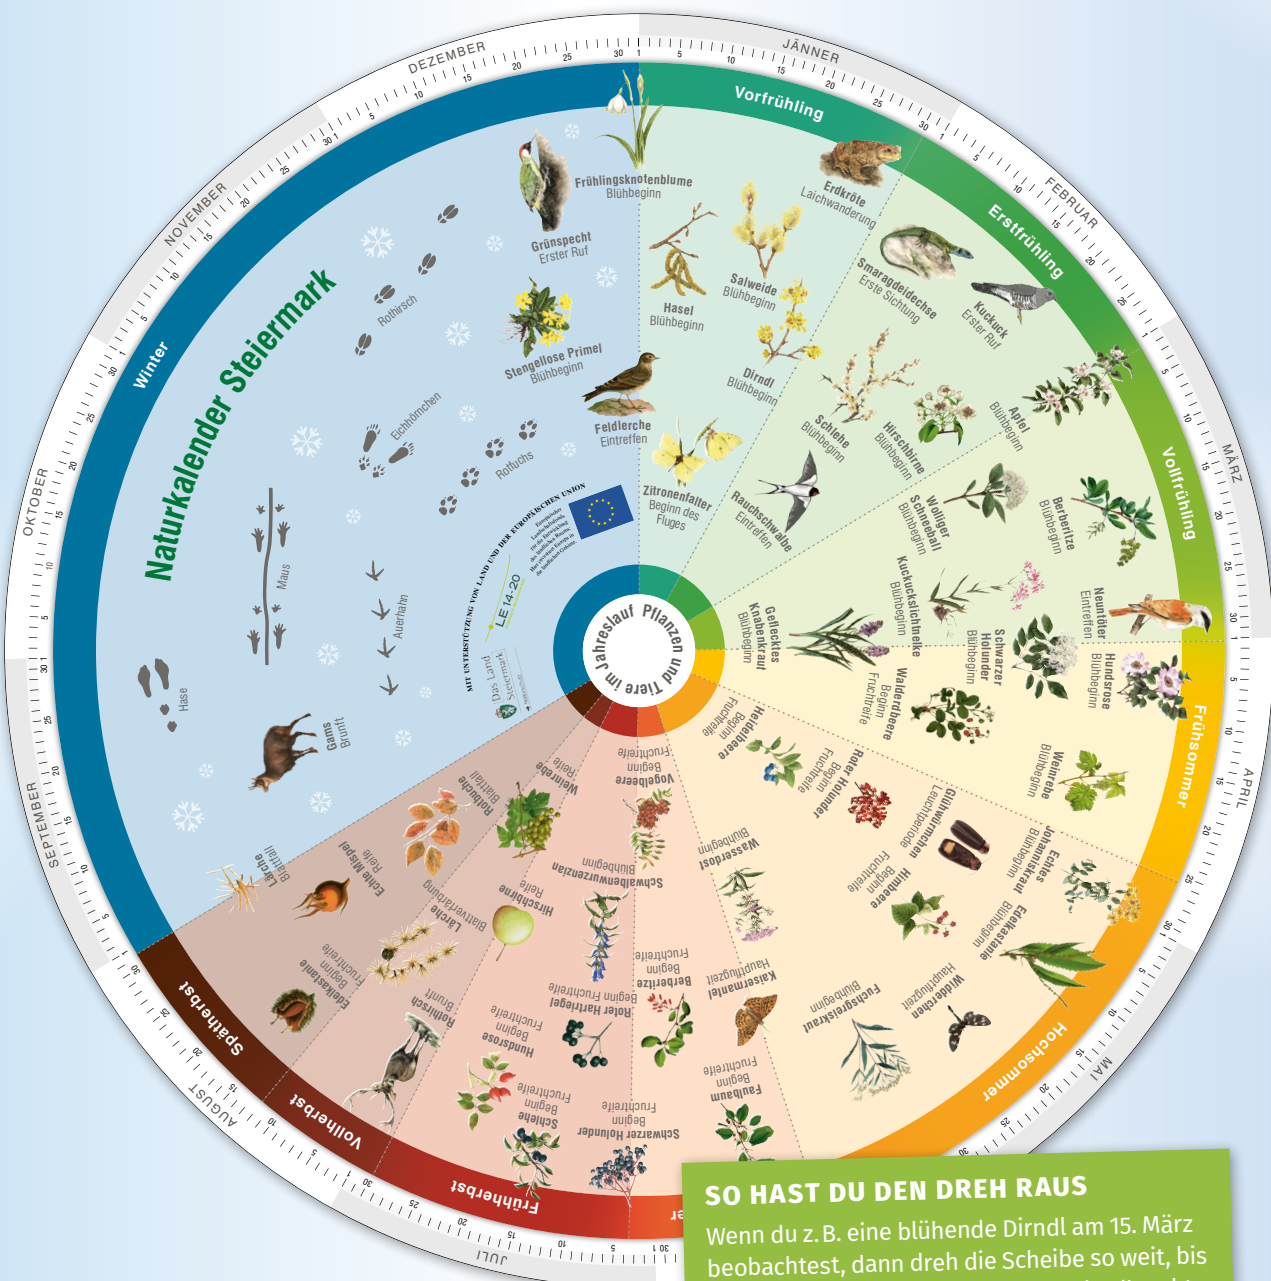 DEZEMBER
JÄNNER
FEBRUAR
MÄRZ
APRIL
MAI
JULI
AUGUST
SEPTEMBER
OKTOBER
NOVEMBER
Naturkalender Steiermark
Winter
Vorfrühling
Erstfrühling
Vollfrühling
Frühsommer
Hochsommer
er
Frühherbst
Vollherbst
Spätherbst
Frühlingsknotenblume
Blühbeginn
Grünspecht
Erster Ruf
Stengellose Primel
Blühbeginn
Feldlerche
Eintreffen
Rothirsch
Eichhörnchen
Rotfuchs
Maus
Auerhahn
Hase
Gams
Brunft
Hasel
Blühbeginn
Salweide
Blühbeginn
Erdkröte
Laichwanderung
Dirndl
Blühbeginn
Zitronenfalter
Beginn des
Fluges
Smaragdeidechse
Erste Sichtung
Kuckuck
Erster Ruf
Schlehe
Blühbeginn
Hirschbirne
Blühbeginn
Apfel
Blühbeginn
Rauchschwalbe
Eintreffen
Wolliger
Schneeball
Blühbeginn
Berberitze
Blühbeginn
Kuckuckslichtnelke
Blühbeginn
Neuntöter
Eintreffen
Geflecktes
Knabenkraut
Blühbeginn
Schwarzer
Holunder
Blühbeginn
Hundsrose
Blühbeginn
Walderdbeere
Beginn
Fruchtreife
Weinrebe
Blühbeginn
Heidelbeere
Beginn
Fruchtreife
Roter Holunder
Beginn
Fruchtreife
Glühwürmchen
Leuchtperiode
Echtes
Johanniskraut
Blühbeginn
Himbeere
Beginn
Fruchtreife
Edelkastanie
Blühbeginn
Widderchen
Hauptflugzeit
Fuchsgreiskraut
Blühbeginn
Wasserdost
Blühbeginn
Kaisermantel
Hauptflugzeit
Faulbaum
Beginn
Fruchtreife
Vogelbeere
Beginn
Fruchtreife
Schwalbenwurzenzian
Blühbeginn
Berberitze
Beginn
Fruchtreife
Roter Hartriegel
Beginn Fruchtreife
Schwarzer Holunder
Beginn
Fruchtreife
Schlehe
Beginn
Fruchtreife
Hundsrose
Beginn
Fruchtreife
Hirschbirne
Reife
Weinrebe
Reife
Rothirsch
Brunft
Lärche
Blattverfärbung
Rotbuche
Blattfall
Echte Mispel
Reife
Edelkastanie
Beginn
Fruchtreife
Lärche
Blattfall
Pflanzen und Tiere im Jahreslauf
MIT UNTERSTÜTZUNG VON LAND UND DER EUROPÄISCHEN UNION
LE 14-20
Das Land
Steiermark
SO HAST DU DEN DREH RAUS
Wenn du z. B. eine blühende Dirndl am 15. März
beobachtest, dann dreh die Scheibe so weit, bis